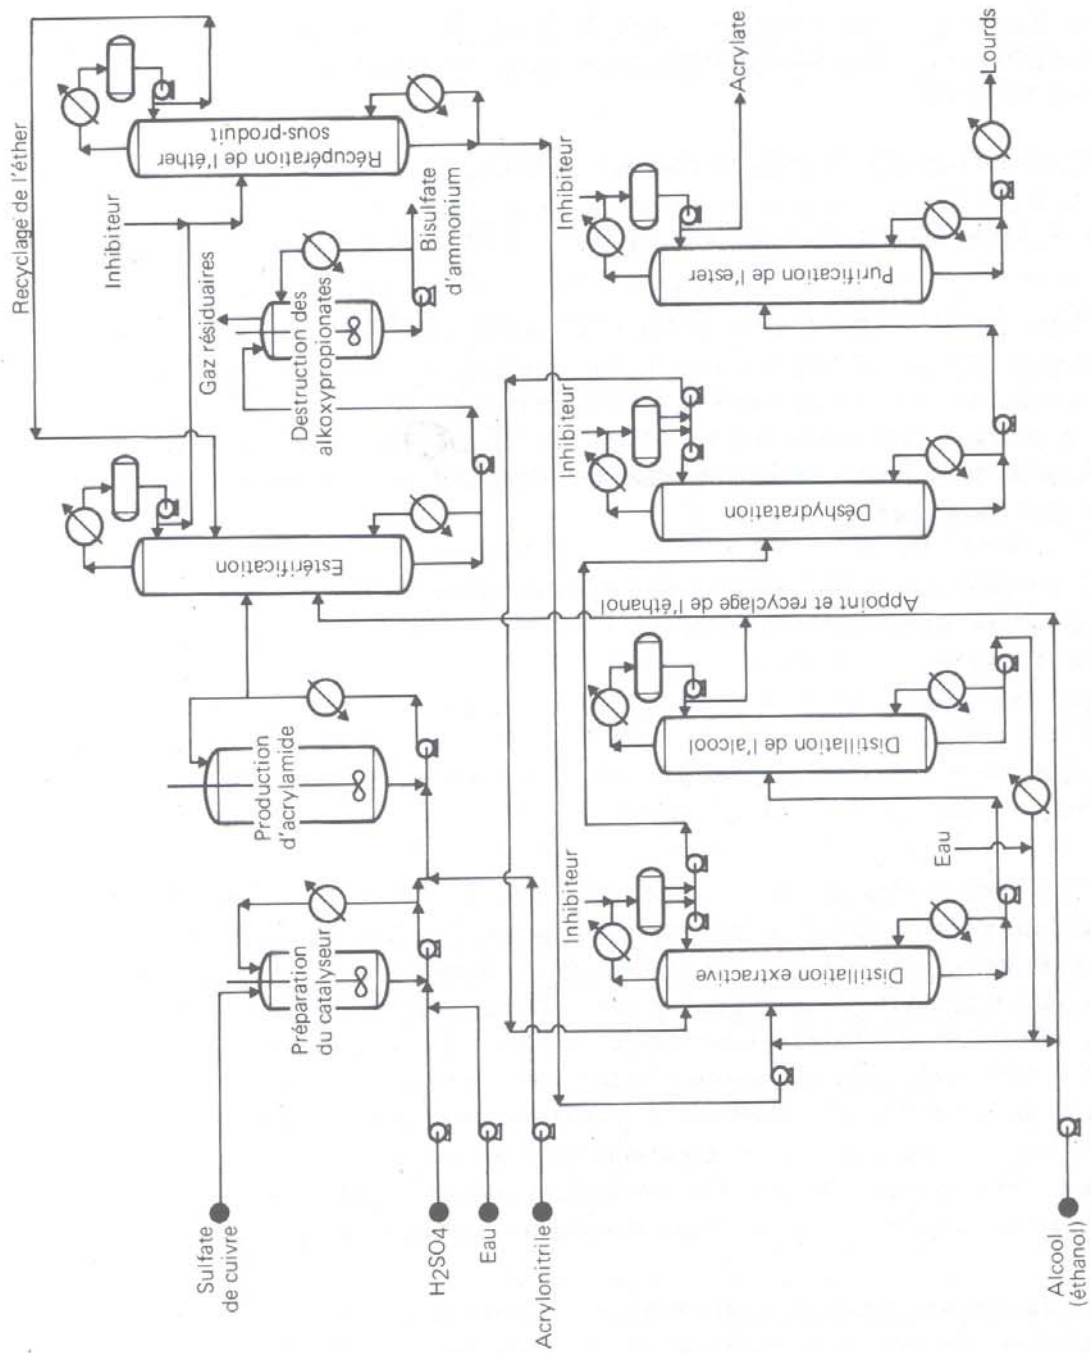 Sulfate
de cuivre
H2SO4
Eau
Acrylonitrile
Alcool
(éthanol)
Préparation
du catalyseur
Production
d'acrylamide
Estérification
Recyclage de l'éther
Inhibiteur
Gaz résiduaires
Destruction des
alkoxypropionates
Bisulfate
d'ammonium
Récupération de l'éther
sous-produit
Inhibiteur
Distillation extractive
Eau
Distillation de l'alcool
Appoint et recyclage de l'éthanol
Inhibiteur
Déshydratation
Inhibiteur
Purification de l'ester
Acrylate
Lourds